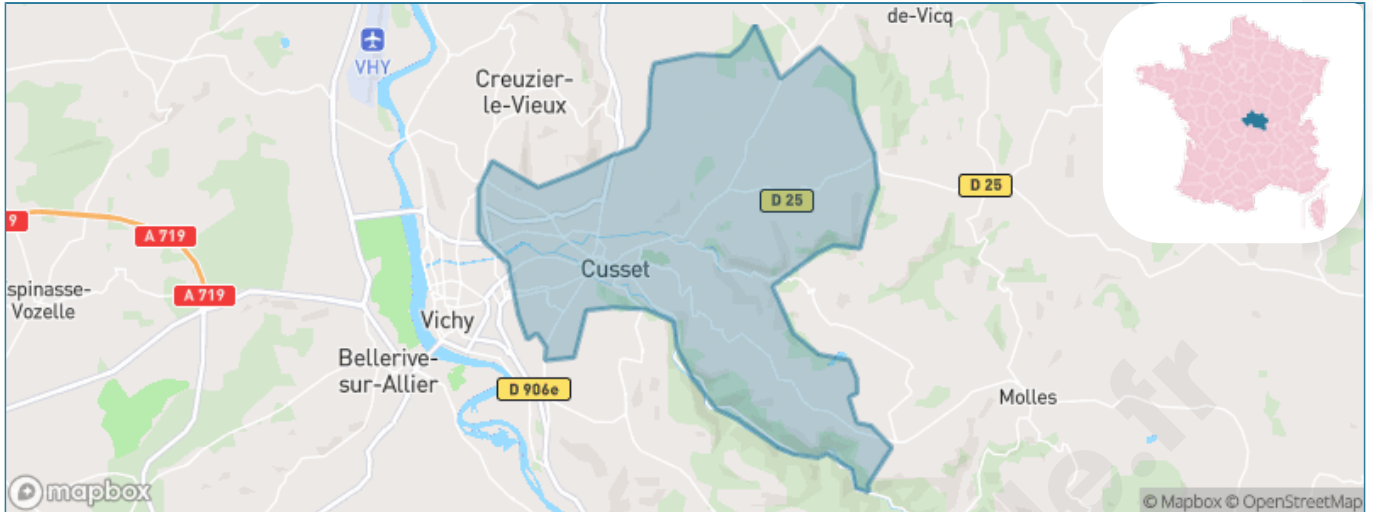 de-Vicq
VHY
Creuzier-
le-Vieux
D 25
D 25
9
A 719
A 719
spinasse-
Vozelle
Cusset
Vichy
Bellerive-
sur-Allier
D 906e
Molles
mapbox
© Mapbox © OpenStreetMap